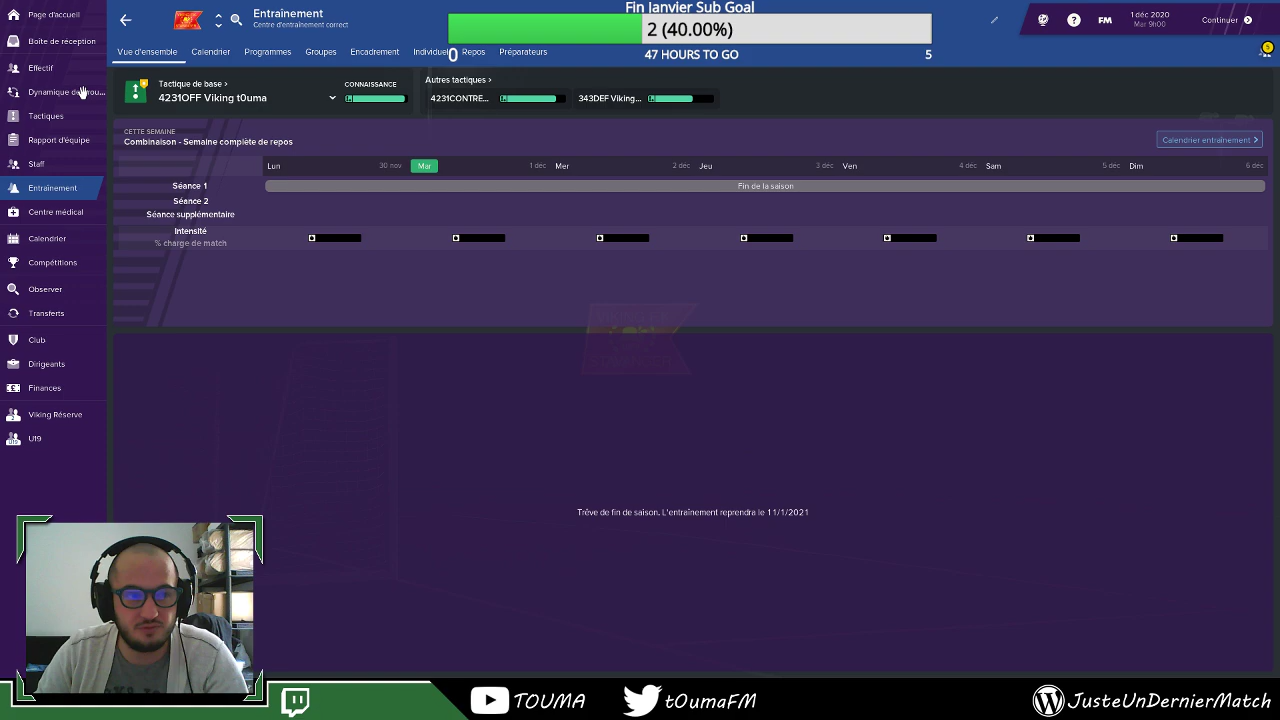 Page d'accueil
Boîte de réception
Effectif
Dynamique de
Tactiques
Rapport d'équipe
Staff
Entraînement
Centre médical
Calendrier
Compétitions
Observer
Transferts
Club
Dirigeants
Finances
Viking Réserve
U19
Entraînement
Centre d'entraînement correct
Fin Janvier Sub Goal
2 (40.00%)
0 47 HOURS TO GO 5
1 déc 2020
Mar 9h00
FM
Continuer
Vue d'ensemble Calendrier Programmes Groupes Encadrement Individuel Repos Préparateurs
Tactique de base >
4231OFF Viking t0uma
CONNAISSANCE
Autres tactiques >
4231CONTRE... 343DEF Viking...
CETTE SEMAINE
Combinaison - Semaine complète de repos
Calendrier entraînement >
Lun 30 nov Mar 1 déc Mer 2 déc Jeu 3 déc Ven 4 déc Sam 5 déc Dim 6 déc
Séance 1 Fin de la saison
Séance 2
Séance supplémentaire
Intensité
% charge de match
Trêve de fin de saison. L'entraînement reprendra le 11/1/2021
TOUMA
t0umaFM
JusteUnDernierMatch